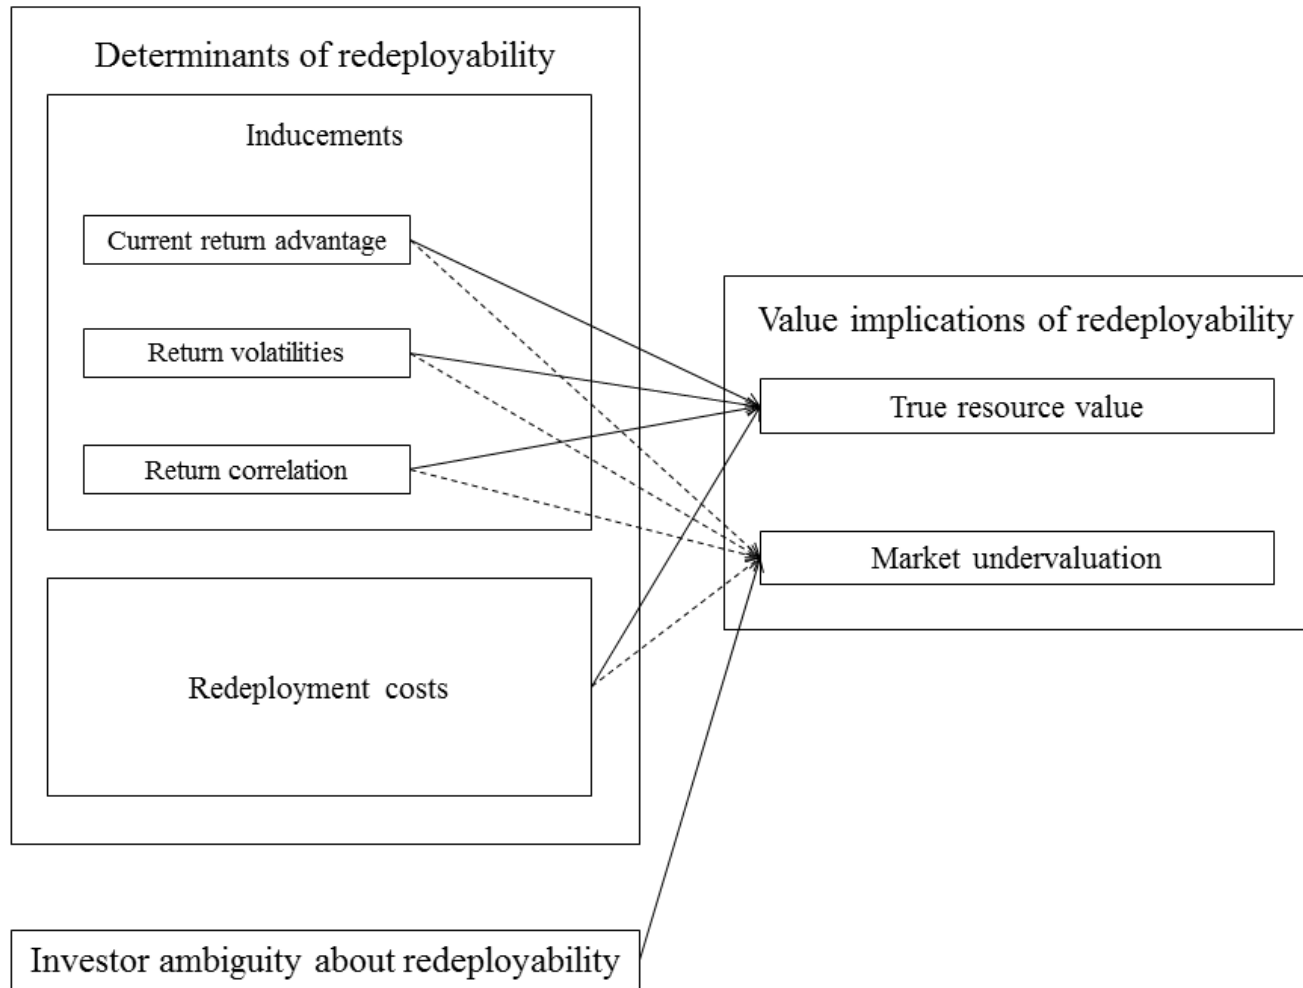 Determinants of redeployability
Inducements
Current return advantage
Return volatilities
Return correlation
Redeployment costs
Investor ambiguity about redeployability
Value implications of redeployability
True resource value
Market undervaluation